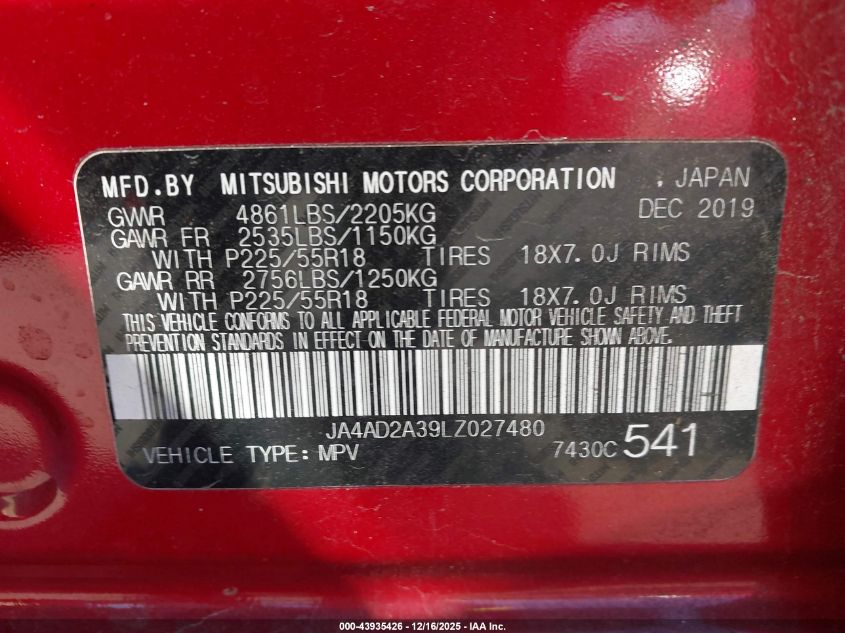 MFD.BY MITSUBISHI MOTORS CORPORATION , JAPAN
GVWR 4861LBS/2205KG DEC 2019
GAWR FR 2535LBS/1150KG
WITH P225/55R18 TIRES 18X7.0J RIMS
GAWR RR 2756LBS/1250KG
WITH P225/55R18 TIRES 18X7.0J RIMS
THIS VEHICLE CONFORMS TO ALL APPLICABLE FEDERAL MOTOR VEHICLE SAFETY AND THEFT
PREVENTION STANDARDS IN EFFECT ON THE DATE OF MANUFACTURE SHOWN ABOVE.
JA4AD2A39LZ027480
VEHICLE TYPE:MPV 7430C 541
000-43935426 - 12/16/2025 - IAA Inc.